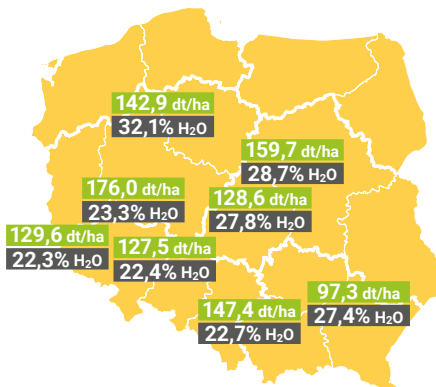 142,9 dt/ha
32,1% H₂O
159,7 dt/ha
28,7% H₂O
176,0 dt/ha
23,3% H₂O
128,6 dt/ha
27,8% H₂O
129,6 dt/ha
22,3% H₂O
127,5 dt/ha
22,4% H₂O
97,3 dt/ha
27,4% H₂O
147,4 dt/ha
22,7% H₂O